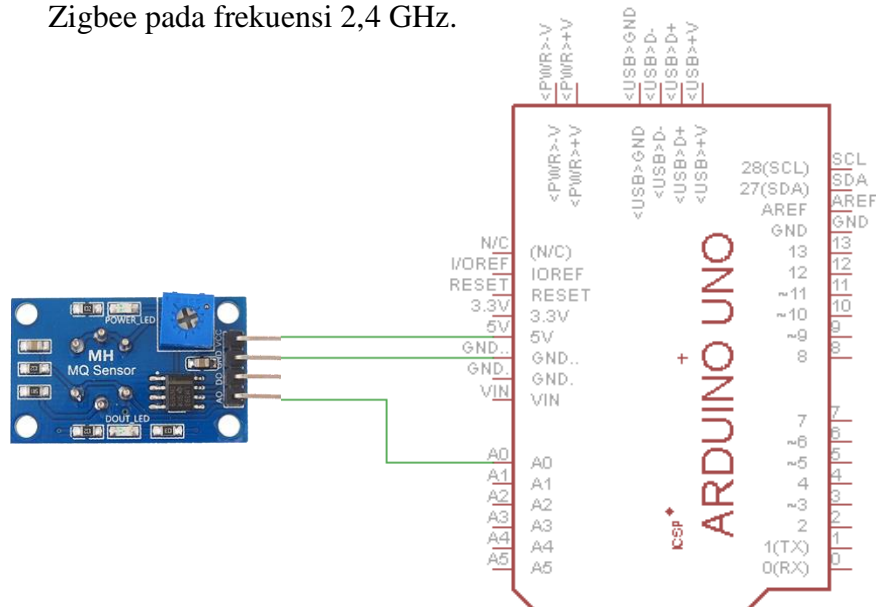 Zigbee pada frekuensi 2,4 GHz.
<PWR>-V
<PWR>+V
<USB>GND
<USB>D-
<USB>D+
<USB>+V
<PWR>-V
<PWR>+V
<USB>GND
<USB>D-
<USB>D+
<USB>+V
28(SCL) SCL
27(SDA) SDA
AREF AREF
GND GND
13 13
12 12
~11 11
~10 10
~9 9
8 8
7 7
~6 6
~5 5
4 4
~3 3
2 2
1(TX) 1
0(RX) 0
N/C (N/C)
I/OREF IOREF
RESET RESET
3.3V 3.3V
5V 5V
GND.. GND..
GND. GND.
VIN VIN
A0 A0
A1 A1
A2 A2
A3 A3
A4 A4
A5 A5
ARDUINO UNO
+
ICSP
POWER_LED
MH
MQ Sensor
DOUT_LED
AO DO GND VCC